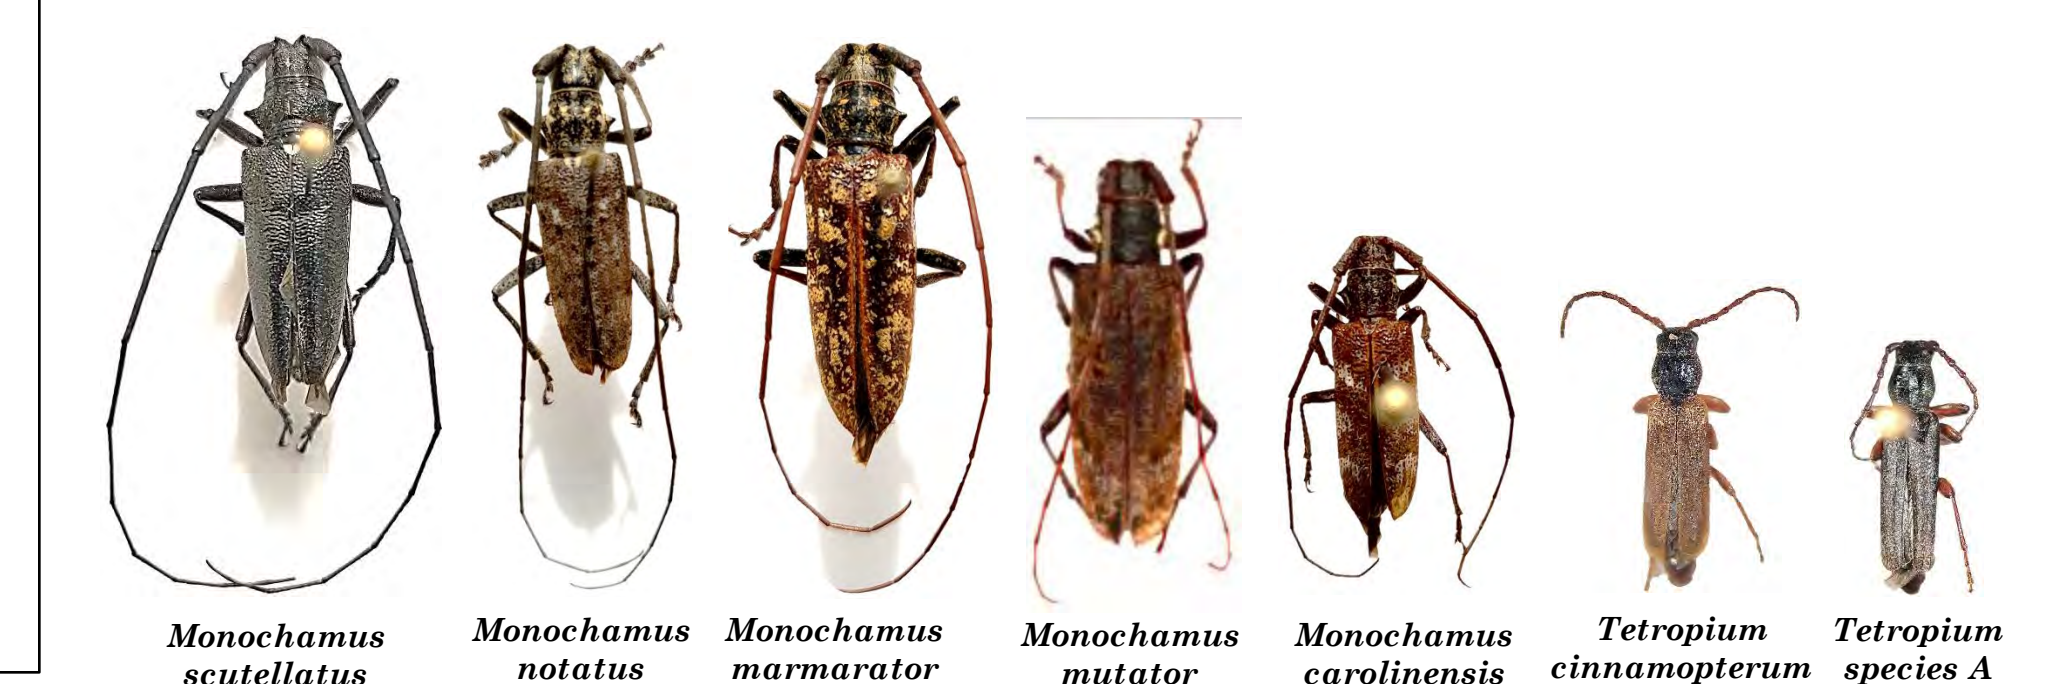 Monochamus
scutellatus
Monochamus
notatus
Monochamus
marmarator
Monochamus
mutator
Monochamus
carolinensis
Tetropium
cinnamopterum
Tetropium
species A